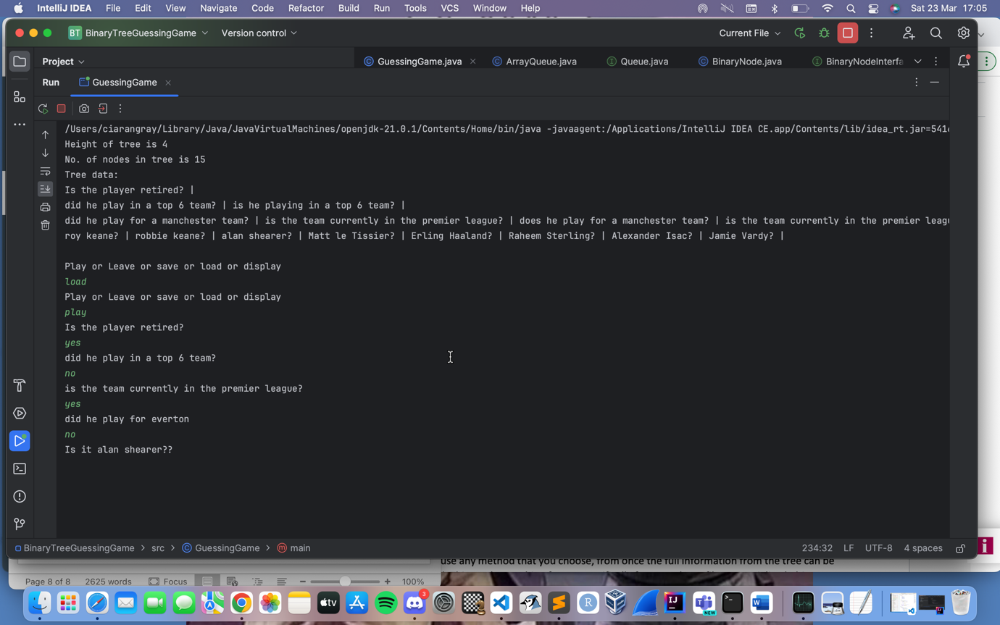 IntelliJ IDEA File Edit View Navigate Code Refactor Build Run Tools VCS Window Help Sat 23 Mar 17:05
BT BinaryTreeGuessingGame Version control Current File
Project GuessingGame.java ArrayQueue.java Queue.java BinaryNode.java BinaryNodeInterfa
Run GuessingGame
/Users/ciarangray/Library/Java/JavaVirtualMachines/openjdk-21.0.1/Contents/Home/bin/java -javaagent:/Applications/IntelliJ IDEA CE.app/Contents/lib/idea_rt.jar=541
Height of tree is 4
No. of nodes in tree is 15
Tree data:
Is the player retired? |
did he play in a top 6 team? | is he playing in a top 6 team? |
did he play for a manchester team? | is the team currently in the premier league? | does he play for a manchester team? | is the team currently in the premier leagu
roy keane? | robbie keane? | alan shearer? | Matt le Tissier? | Erling Haaland? | Raheem Sterling? | Alexander Isac? | Jamie Vardy? |
Play or Leave or save or load or display
load
Play or Leave or save or load or display
play
Is the player retired?
yes
did he play in a top 6 team?
no
is the team currently in the premier league?
yes
did he play for everton
no
Is it alan shearer??
BinaryTreeGuessingGame > src > GuessingGame > main 234:32 LF UTF-8 4 spaces
use any method that you choose, from once the full information from the tree can be
Page 8 of 8 2625 words Focus 100%
3
tv
R
IJ
NEW
W